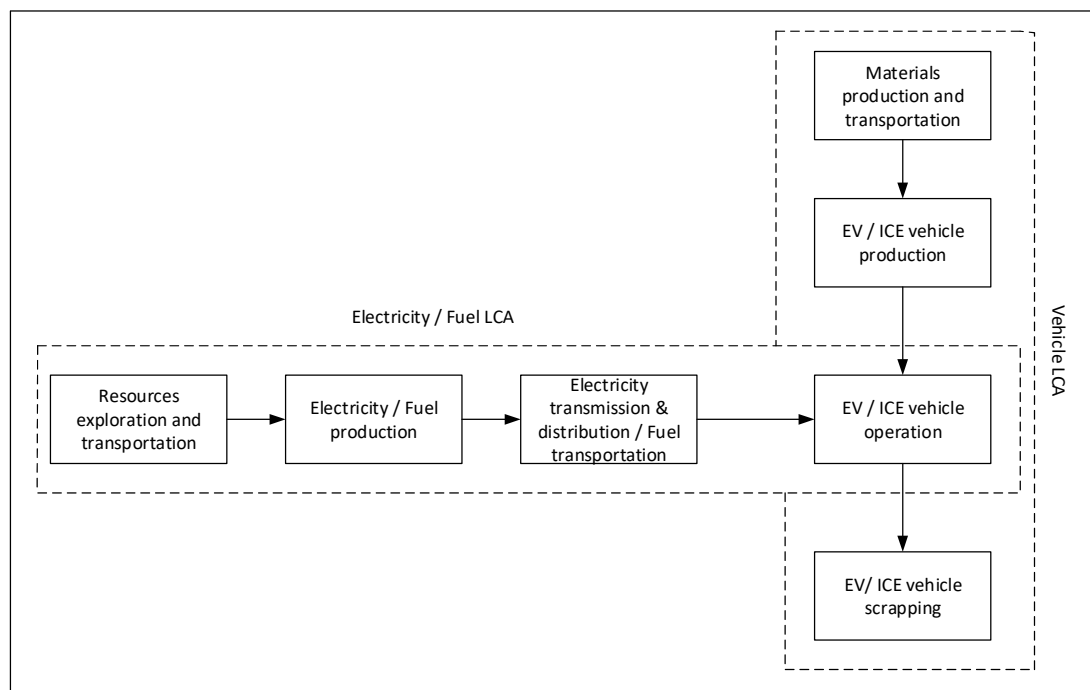 Materials
production and
transportation
EV / ICE vehicle
production
Electricity / Fuel LCA
Vehicle LCA
Resources
exploration and
transportation
Electricity / Fuel
production
Electricity
transmission &
distribution / Fuel
transportation
EV / ICE vehicle
operation
EV/ ICE vehicle
scrapping